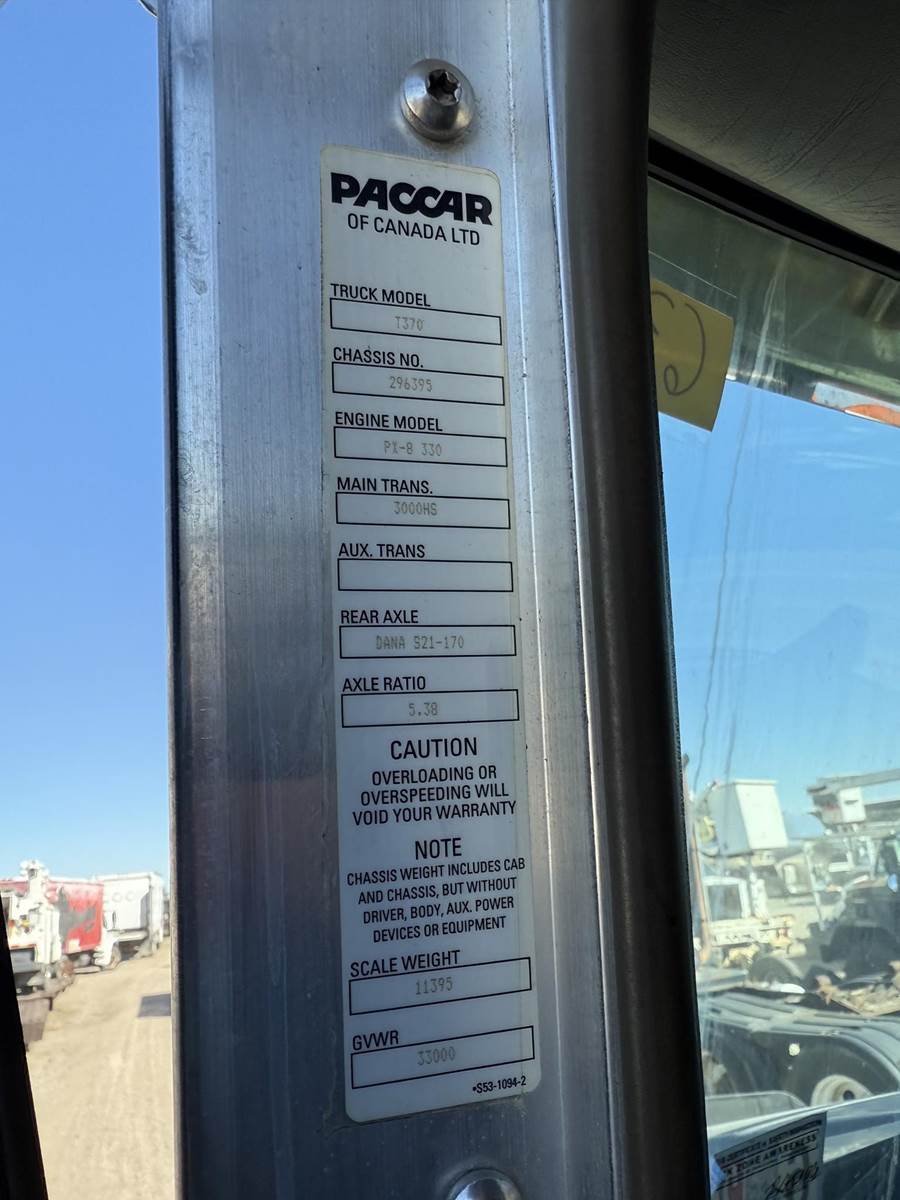 PACCAR
OF CANADA LTD
TRUCK MODEL
T370
CHASSIS NO.
296395
ENGINE MODEL
PX-8 330
MAIN TRANS.
3000HS
AUX. TRANS
REAR AXLE
DANA S21-170
AXLE RATIO
5.38
CAUTION
OVERLOADING OR
OVERSPEEDING WILL
VOID YOUR WARRANTY
NOTE
CHASSIS WEIGHT INCLUDES CAB
AND CHASSIS, BUT WITHOUT
DRIVER, BODY, AUX. POWER
DEVICES OR EQUIPMENT
SCALE WEIGHT
11395
GVWR
33000
•S53-1094-2
ZONE AWARENESS